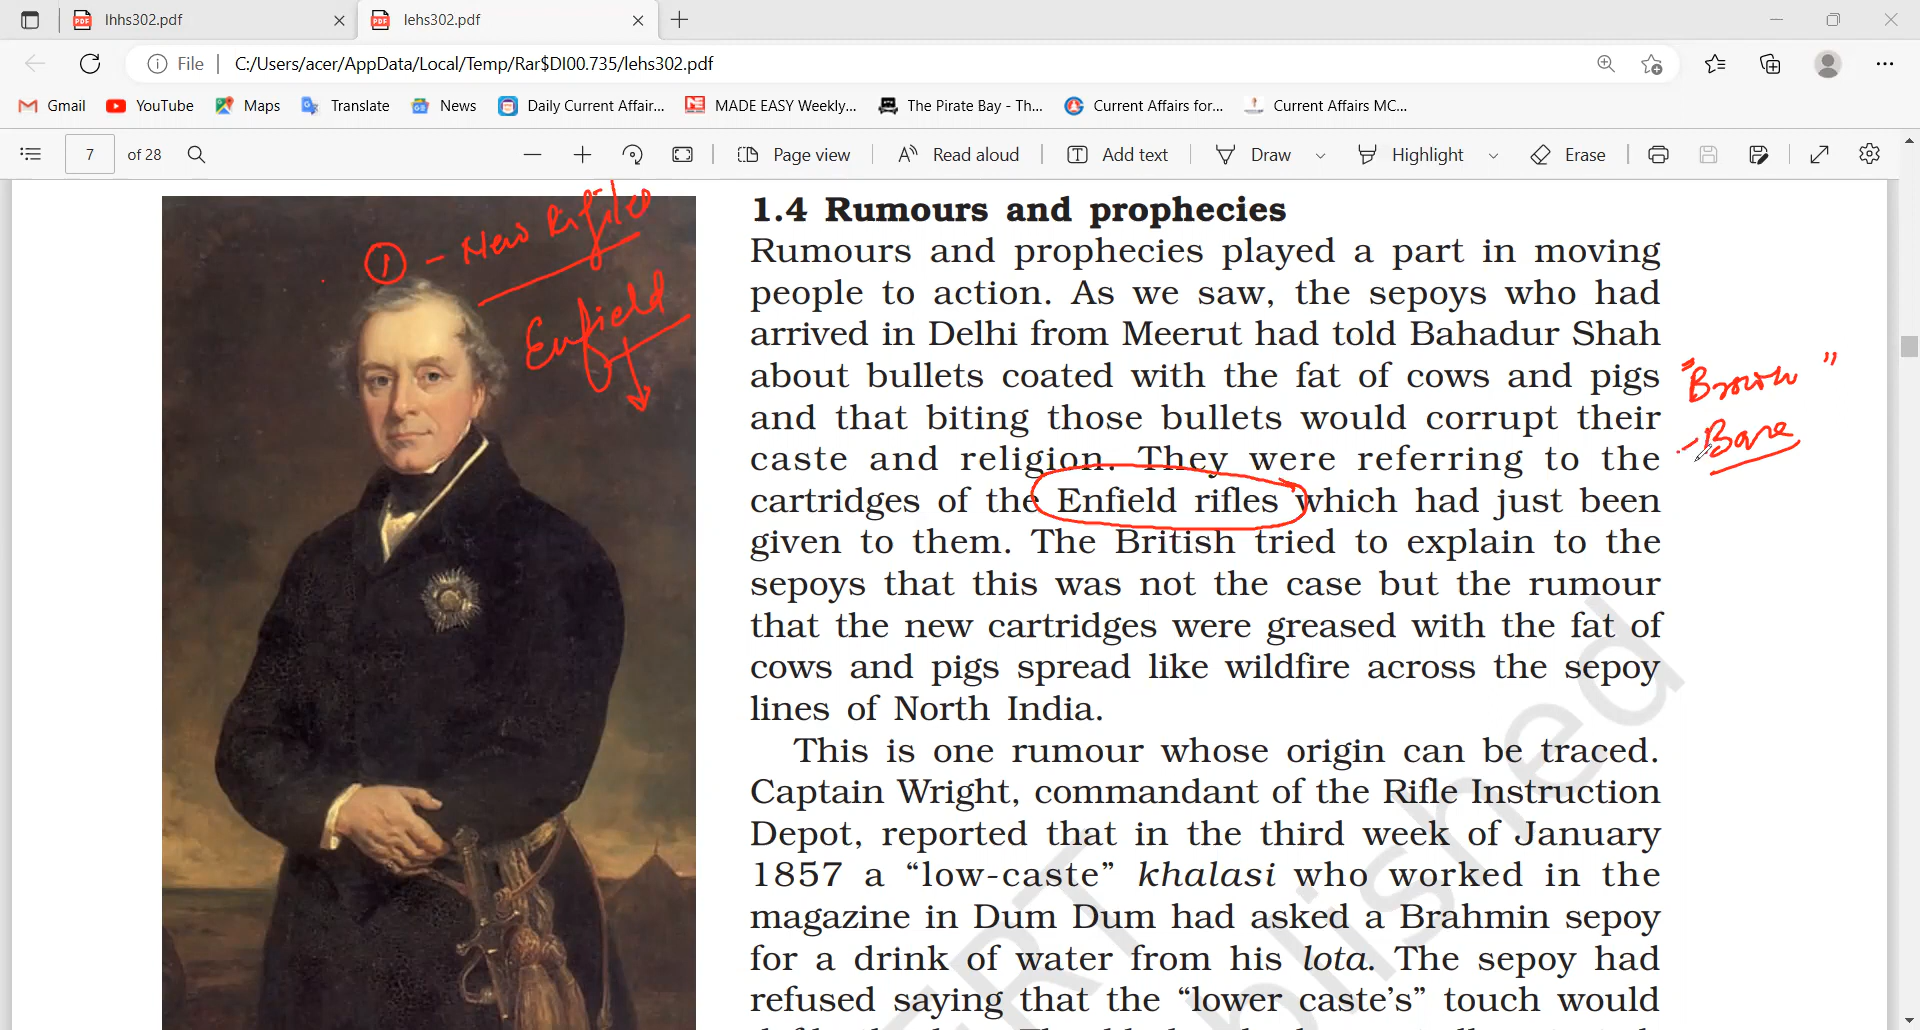 lhhs302.pdf
lehs302.pdf
File
C:/Users/acer/AppData/Local/Temp/Rar$DI00.735/lehs302.pdf
Gmail
YouTube
Maps
Translate
News
Daily Current Affair...
MADE EASY Weekly...
The Pirate Bay - Th...
Current Affairs for...
Current Affairs MC...
7 of 28
Page view
Read aloud
Add text
Draw
Highlight
Erase
① - New
Enfield
1.4 Rumours and prophecies
Rumours and prophecies played a part in moving
people to action. As we saw, the sepoys who had
arrived in Delhi from Meerut had told Bahadur Shah
about bullets coated with the fat of cows and pigs
and that biting those bullets would corrupt their
caste and religion. They were referring to the
cartridges of the Enfield rifles which had just been
given to them. The British tried to explain to the
sepoys that this was not the case but the rumour
that the new cartridges were greased with the fat of
cows and pigs spread like wildfire across the sepoy
lines of North India.
This is one rumour whose origin can be traced.
Captain Wright, commandant of the Rifle Instruction
Depot, reported that in the third week of January
1857 a “low-caste” khalasi who worked in the
magazine in Dum Dum had asked a Brahmin sepoy
for a drink of water from his lota. The sepoy had
refused saying that the “lower caste’s” touch would
"Brown"
- Bare